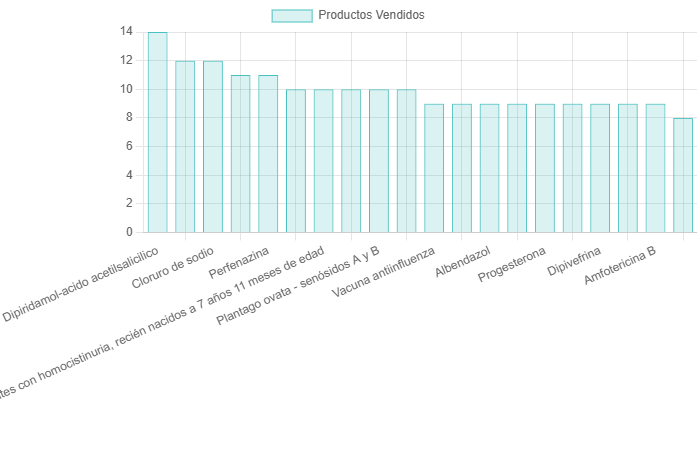 Productos Vendidos
14
12
10
8
6
4
2
0
Dipiridamol-acido acetilsalicilico
Cloruro de sodio
Perfenazina
con homocistinuria, recién nacidos a 7 años 11 meses de edad
Plantago ovata - senósidos A y B
Vacuna antiinfluenza
Albendazol
Progesterona
Dipivefrina
Amfotericina B